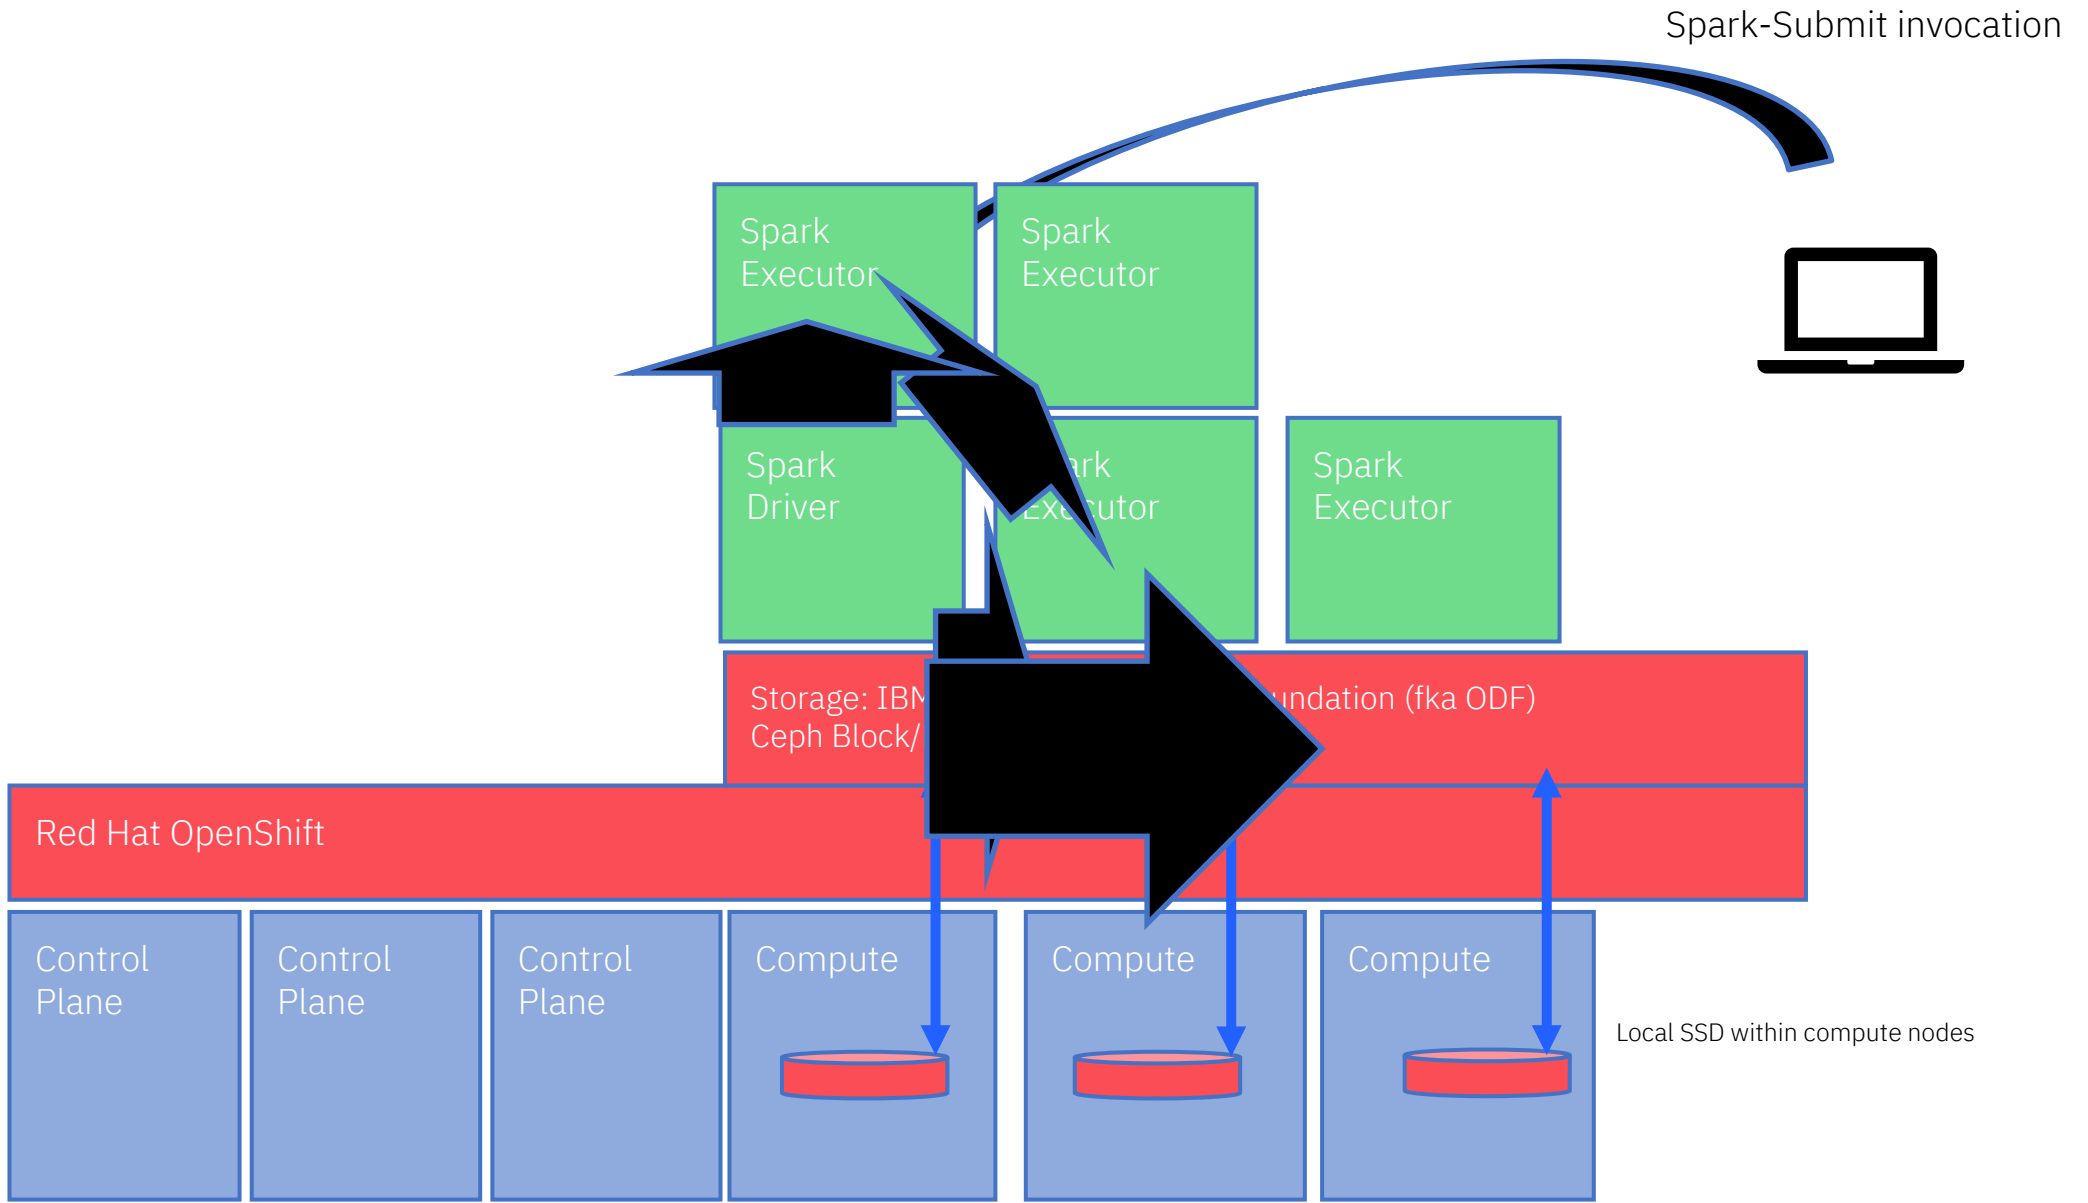 Spark-Submit invocation
Spark
Executor
Spark
Executor
Spark
Driver
Executor
Spark
Executor
Storage: IBM
(fka ODF)
Ceph Block/
Red Hat OpenShift
Control
Plane
Control
Plane
Control
Plane
Compute
Compute
Compute
Local SSD within compute nodes